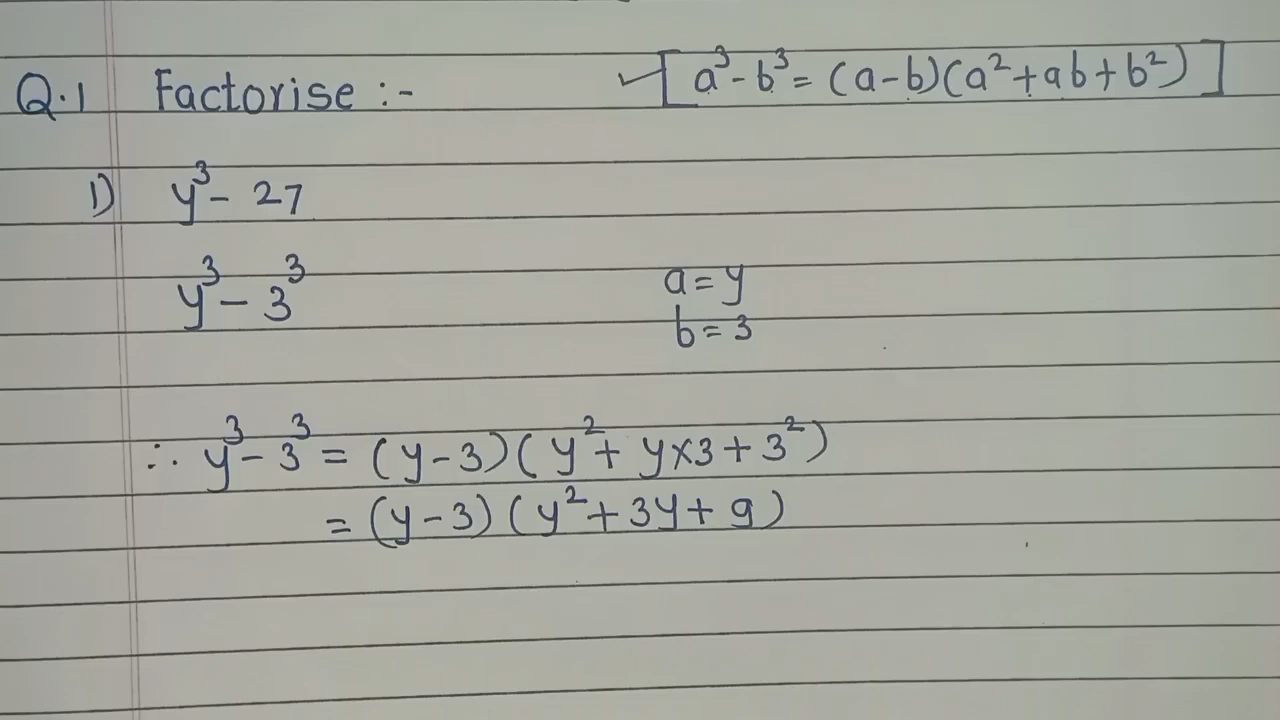 Q.1 Factorise :- ✓[a³-b³=(a-b)(a²+ab+b²)]
1) y³- 27
y³- 3³
a=y
b=3
∴ y³-3³ = (y-3)(y²+ y×3+3²)
= (y-3)(y²+3y+9)